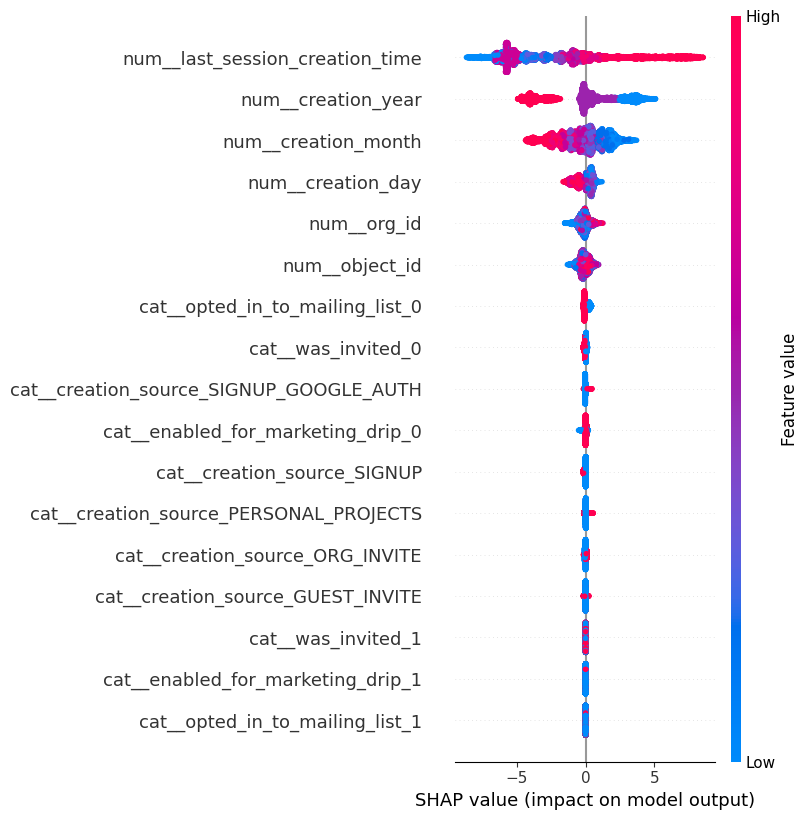 High
num__last_session_creation_time
num__creation_year
num__creation_month
num__creation_day
num__org_id
num__object_id
cat__opted_in_to_mailing_list_0
cat__was_invited_0
cat__creation_source_SIGNUP_GOOGLE_AUTH
cat__enabled_for_marketing_drip_0
cat__creation_source_SIGNUP
cat__creation_source_PERSONAL_PROJECTS
cat__creation_source_ORG_INVITE
cat__creation_source_GUEST_INVITE
cat__was_invited_1
cat__enabled_for_marketing_drip_1
cat__opted_in_to_mailing_list_1
Feature value
Low
−5 0 5
SHAP value (impact on model output)